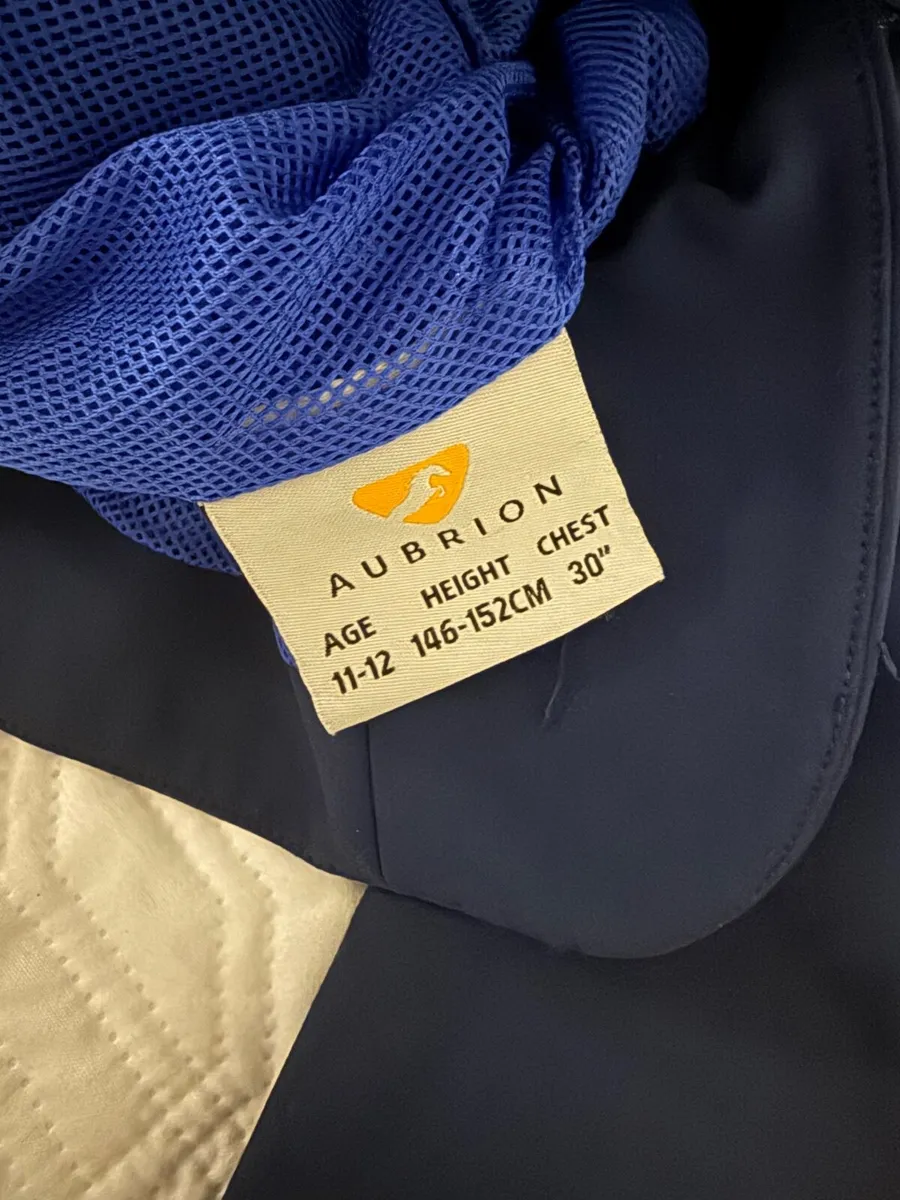 AUBRION
AGE HEIGHT CHEST
11-12 146-152CM 30"